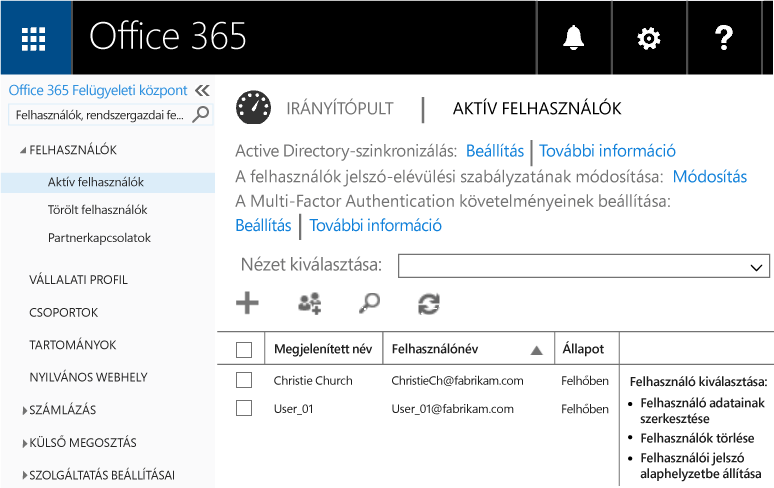 Office 365
?
Office 365 Felügyeleti központ
Felhasználók, rendszergazdai fe...
FELHASZNÁLÓK
Aktív felhasználók
Törölt felhasználók
Partnerkapcsolatok
VÁLLALATI PROFIL
CSOPORTOK
TARTOMÁNYOK
NYILVÁNOS WEBHELY
SZÁMLÁZÁS
KÜLSŐ MEGOSZTÁS
SZOLGÁLTATÁS BEÁLLÍTÁSAI
IRÁNYÍTÓPULT | AKTÍV FELHASZNÁLÓK
Active Directory-szinkronizálás: Beállítás | További információ
A felhasználók jelszó-elévülési szabályzatának módosítása: Módosítás
A Multi-Factor Authentication követelményeinek beállítása:
Beállítás | További információ
Nézet kiválasztása:
Megjelenített név Felhasználónév Állapot
Christie Church ChristieCh@fabrikam.com Felhőben
User_01 User_01@fabrikam.com Felhőben
Felhasználó kiválasztása:
• Felhasználó adatainak
szerkesztése
• Felhasználók törlése
• Felhasználói jelszó
alaphelyzetbe állítása